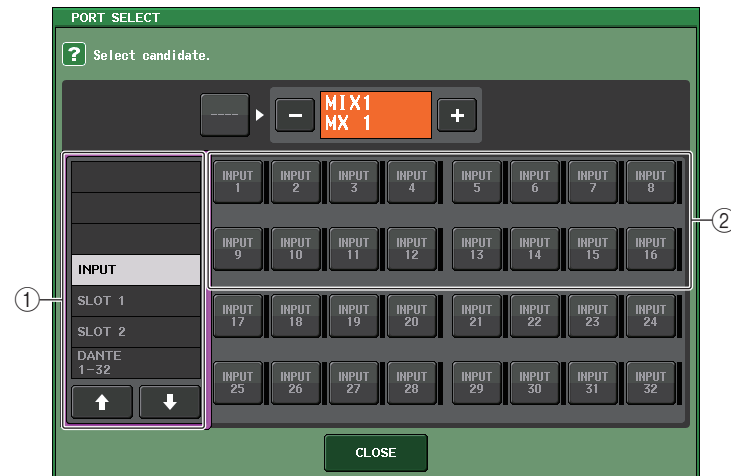 PORT SELECT
? Select candidate.
---- − MIX1 +
MX 1
INPUT
SLOT 1
SLOT 2
DANTE
1-32
INPUT 1 INPUT 2 INPUT 3 INPUT 4 INPUT 5 INPUT 6 INPUT 7 INPUT 8
INPUT 9 INPUT 10 INPUT 11 INPUT 12 INPUT 13 INPUT 14 INPUT 15 INPUT 16
INPUT 17 INPUT 18 INPUT 19 INPUT 20 INPUT 21 INPUT 22 INPUT 23 INPUT 24
INPUT 25 INPUT 26 INPUT 27 INPUT 28 INPUT 29 INPUT 30 INPUT 31 INPUT 32
①
②
CLOSE